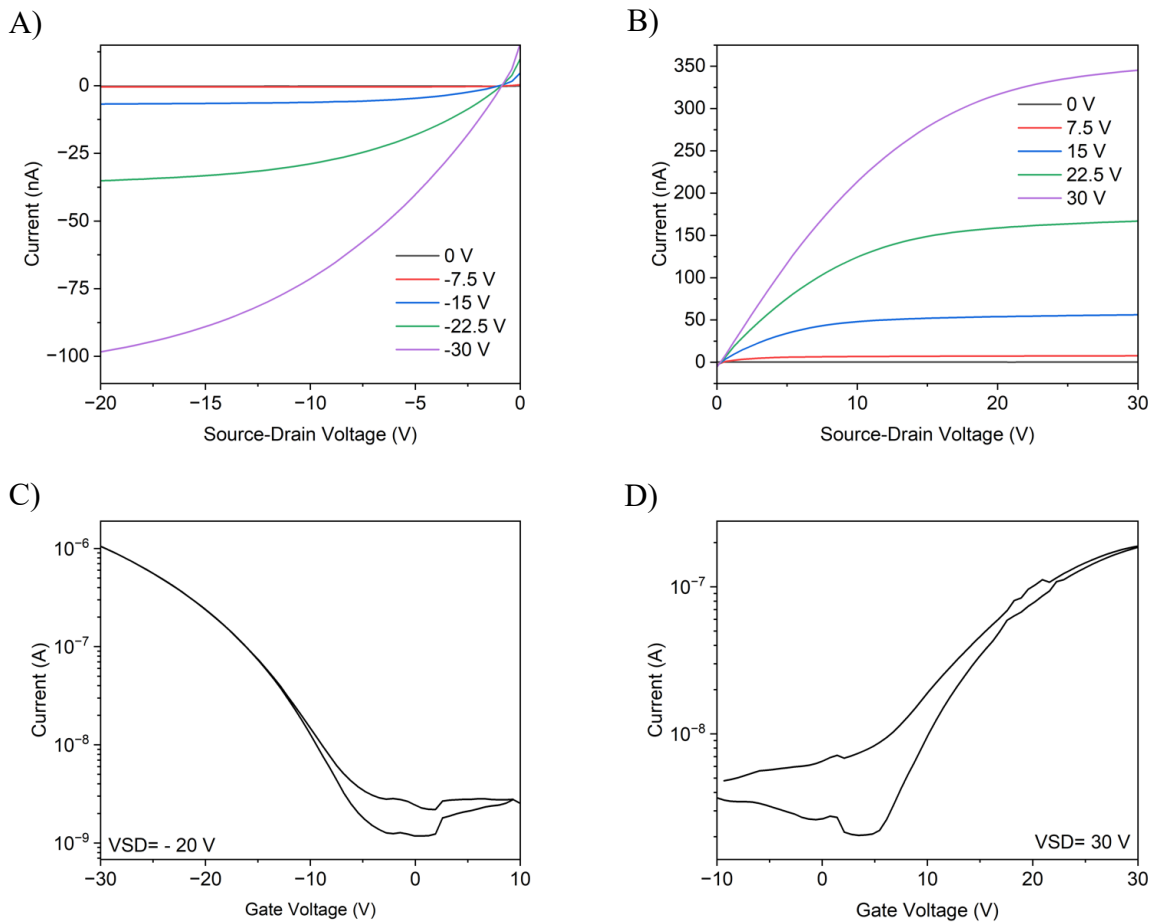 A)
0
−25
−50
−75
−100
Current (nA)
0 V
-7.5 V
-15 V
-22.5 V
-30 V
−20
−15
−10
−5
0
Source-Drain Voltage (V)
B)
350
300
250
200
150
100
50
0
Current (nA)
0 V
7.5 V
15 V
22.5 V
30 V
0
10
20
30
Source-Drain Voltage (V)
C)
10−6
10−7
10−8
10−9
Current (A)
VSD= - 20 V
−30
−20
−10
0
10
Gate Voltage (V)
D)
10−7
10−8
Current (A)
VSD= 30 V
−10
0
10
20
30
Gate Voltage (V)